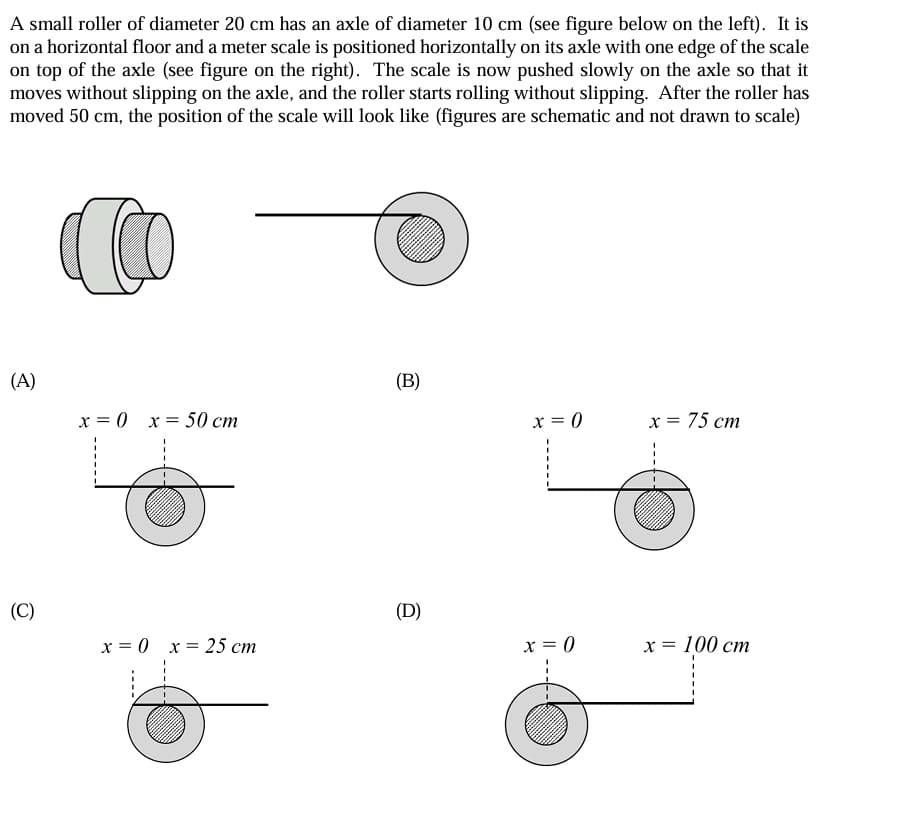 A small roller of diameter 20 cm has an axle of diameter 10 cm (see figure below on the left). It is
on a horizontal floor and a meter scale is positioned horizontally on its axle with one edge of the scale
on top of the axle (see figure on the right). The scale is now pushed slowly on the axle so that it
moves without slipping on the axle, and the roller starts rolling without slipping. After the roller has
moved 50 cm, the position of the scale will look like (figures are schematic and not drawn to scale)
(A)
x = 0 x = 50 cm
(B)
x = 0 x = 75 cm
(C)
x = 0 x = 25 cm
(D)
x = 0 x = 100 cm